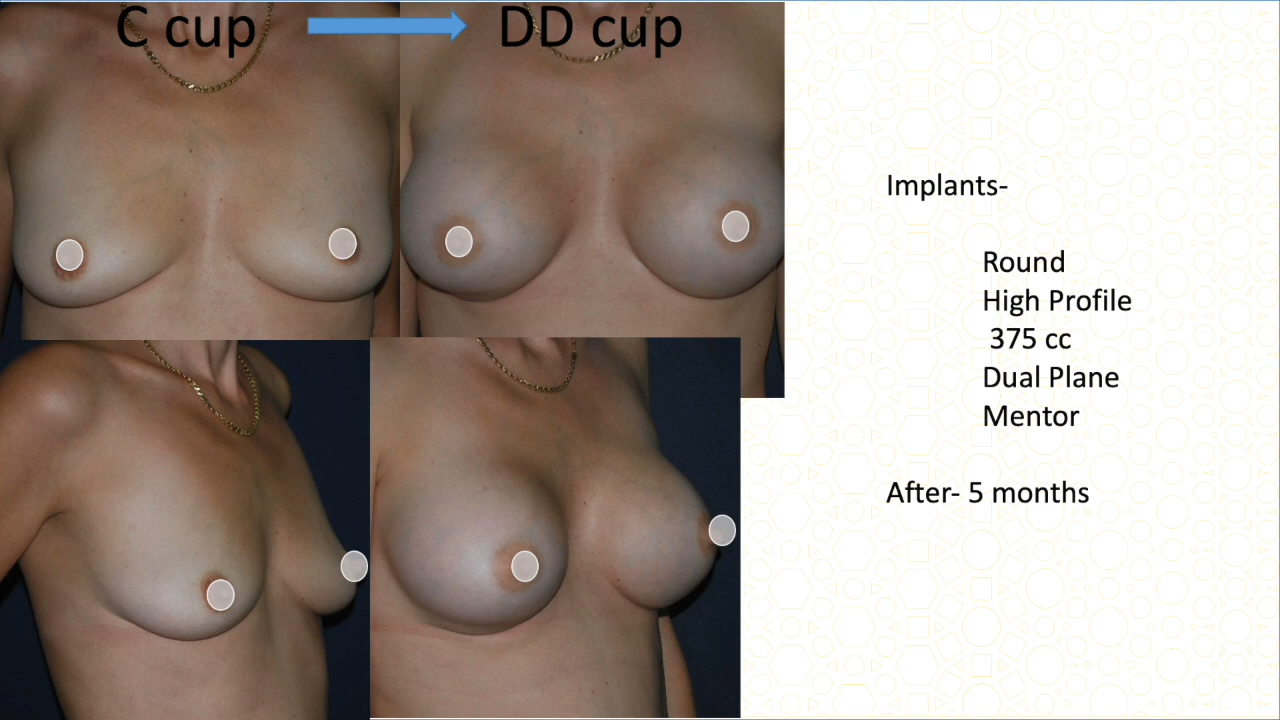 C cup
DD cup
Implants-
Round
High Profile
375 cc
Dual Plane
Mentor
After- 5 months